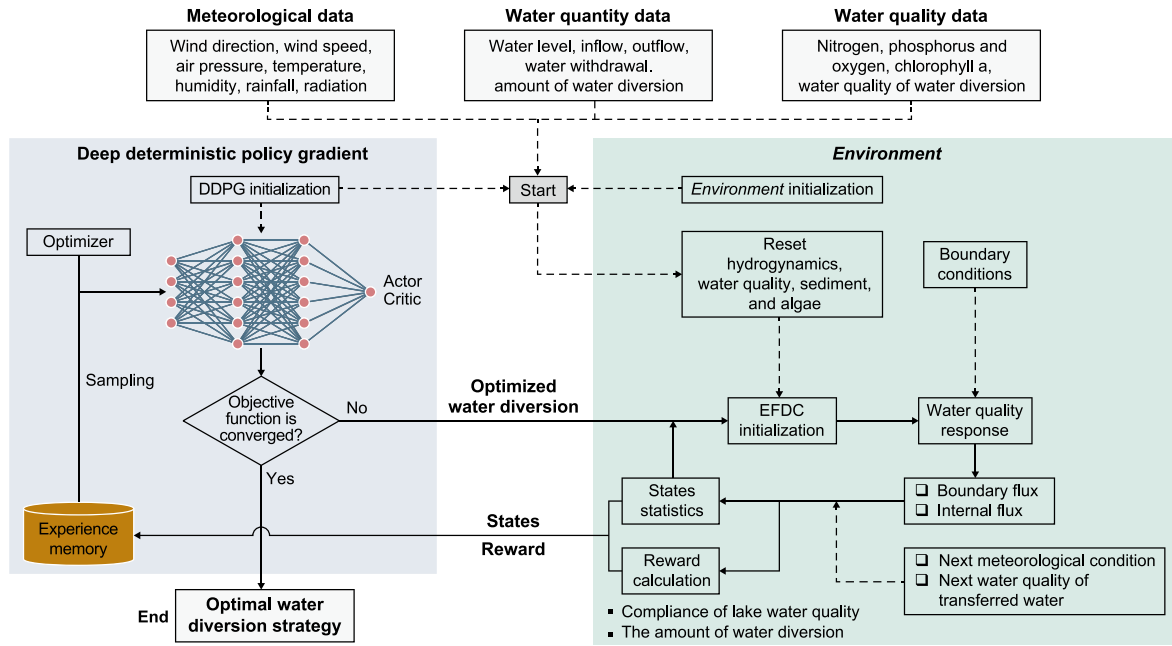 Meteorological data
Wind direction, wind speed,
air pressure, temperature,
humidity, rainfall, radiation
Water quantity data
Water level, inflow, outflow,
water withdrawal.
amount of water diversion
Water quality data
Nitrogen, phosphorus and
oxygen, chlorophyll a,
water quality of water diversion
Deep deterministic policy gradient
DDPG initialization
Start
Environment
Environment initialization
Optimizer
Actor
Critic
Reset
hydrogynamics,
water quality, sediment,
and algae
Boundary
conditions
Sampling
Objective
function is
converged?
No
Yes
Optimized
water diversion
EFDC
initialization
Water quality
response
States
statistics
❑ Boundary flux
❑ Internal flux
Experience
memory
States
Reward
Reward
calculation
❑ Next meteorological condition
❑ Next water quality of
transferred water
▪ Compliance of lake water quality
▪ The amount of water diversion
End
Optimal water
diversion strategy